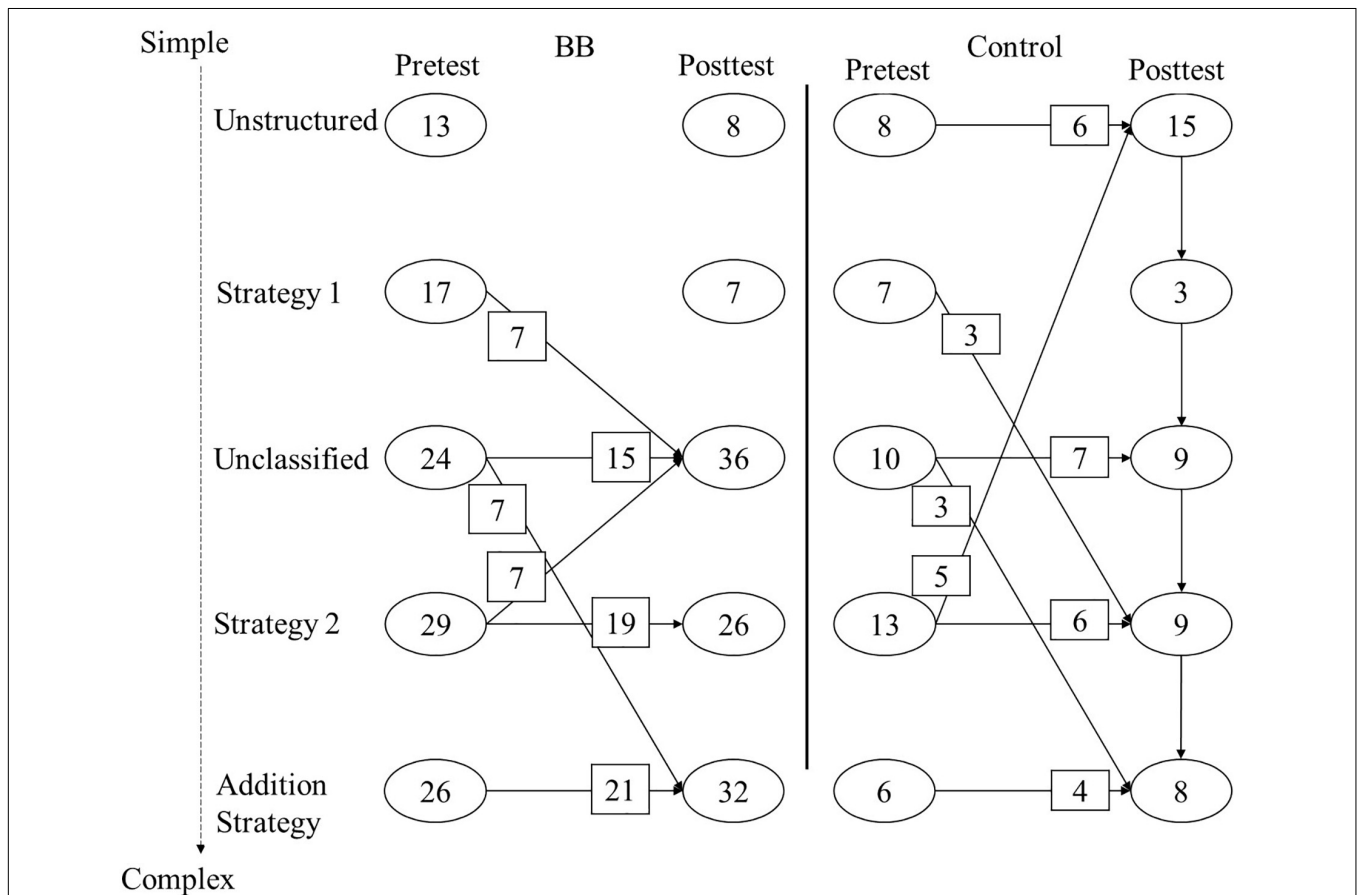 Simple
BB
Control
Pretest
Posttest
Pretest
Posttest
Unstructured
13
8
8
6
15
Strategy 1
17
7
7
7
3
3
Unclassified
24
15
36
10
7
9
7
3
7
5
Strategy 2
29
19
26
13
6
9
Addition
Strategy
26
21
32
6
4
8
Complex